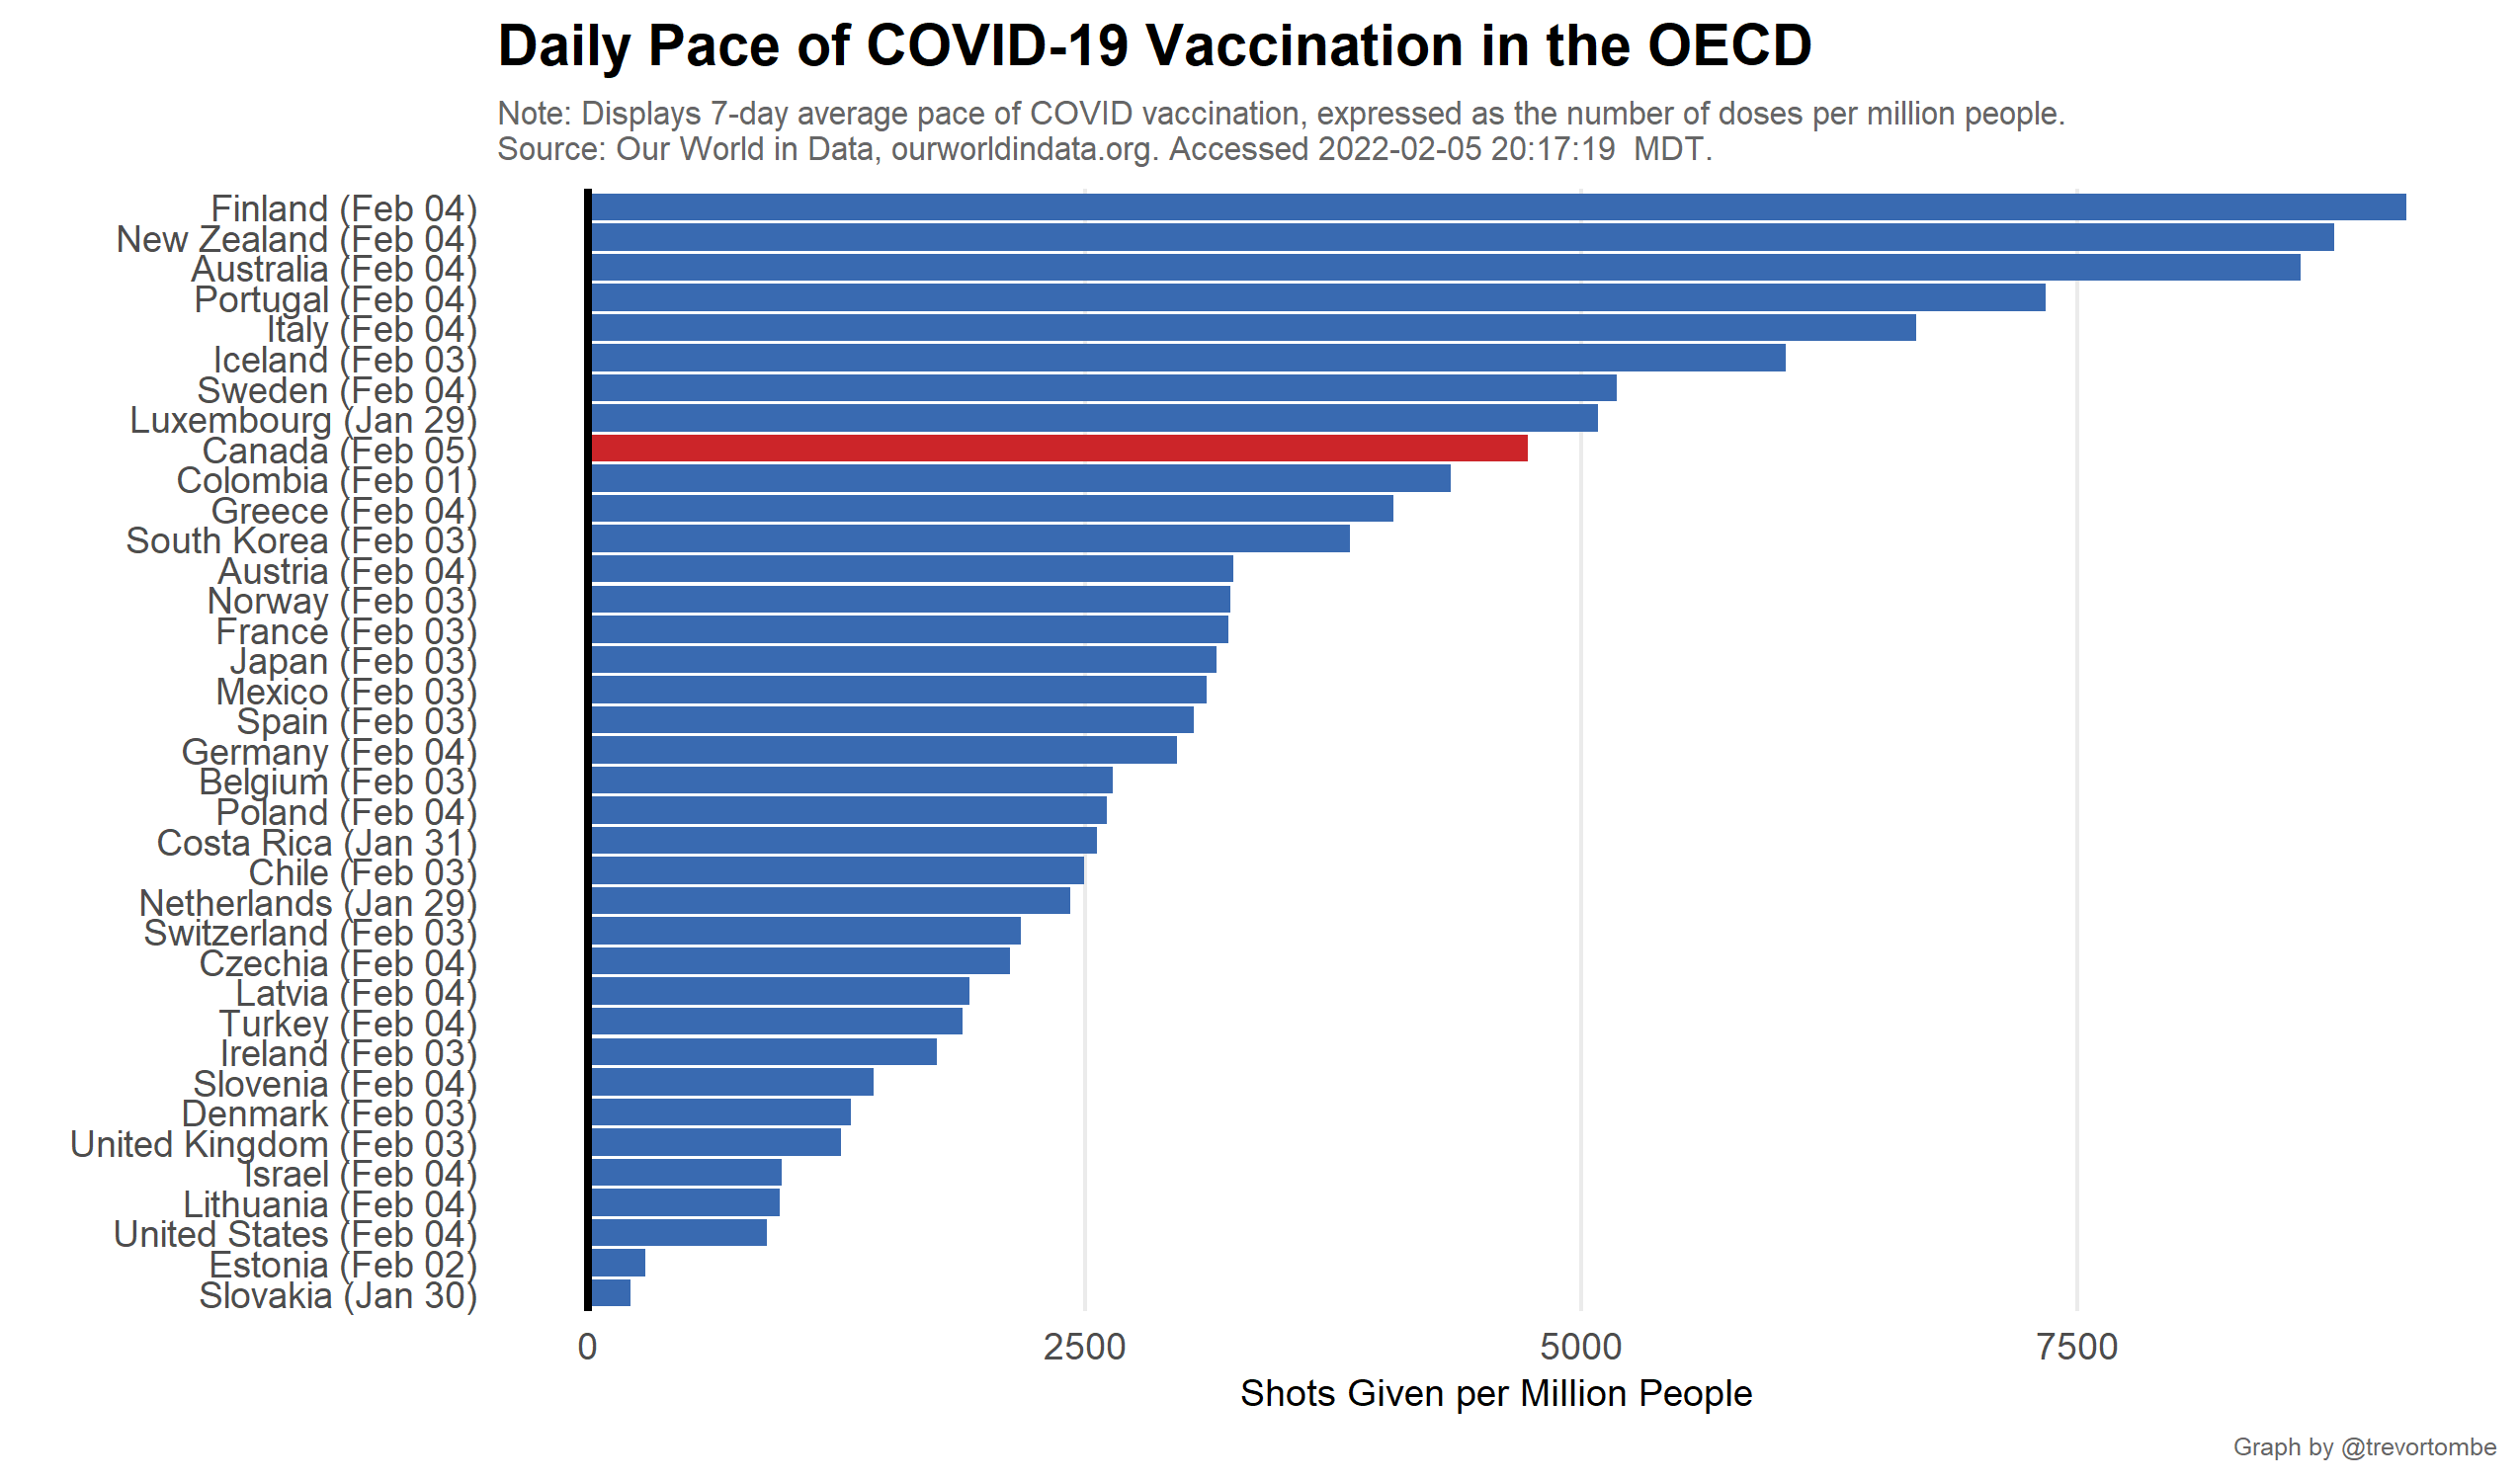 Daily Pace of COVID-19 Vaccination in the OECD
Note: Displays 7-day average pace of COVID vaccination, expressed as the number of doses per million people.
Source: Our World in Data, ourworldindata.org. Accessed 2022-02-05 20:17:19  MDT.
Finland (Feb 04)
New Zealand (Feb 04)
Australia (Feb 04)
Portugal (Feb 04)
Italy (Feb 04)
Iceland (Feb 03)
Sweden (Feb 04)
Luxembourg (Jan 29)
Canada (Feb 05)
Colombia (Feb 01)
Greece (Feb 04)
South Korea (Feb 03)
Austria (Feb 04)
Norway (Feb 03)
France (Feb 03)
Japan (Feb 03)
Mexico (Feb 03)
Spain (Feb 03)
Germany (Feb 04)
Belgium (Feb 03)
Poland (Feb 04)
Costa Rica (Jan 31)
Chile (Feb 03)
Netherlands (Jan 29)
Switzerland (Feb 03)
Czechia (Feb 04)
Latvia (Feb 04)
Turkey (Feb 04)
Ireland (Feb 03)
Slovenia (Feb 04)
Denmark (Feb 03)
United Kingdom (Feb 03)
Israel (Feb 04)
Lithuania (Feb 04)
United States (Feb 04)
Estonia (Feb 02)
Slovakia (Jan 30)
0 2500 5000 7500
Shots Given per Million People
Graph by @trevortombe